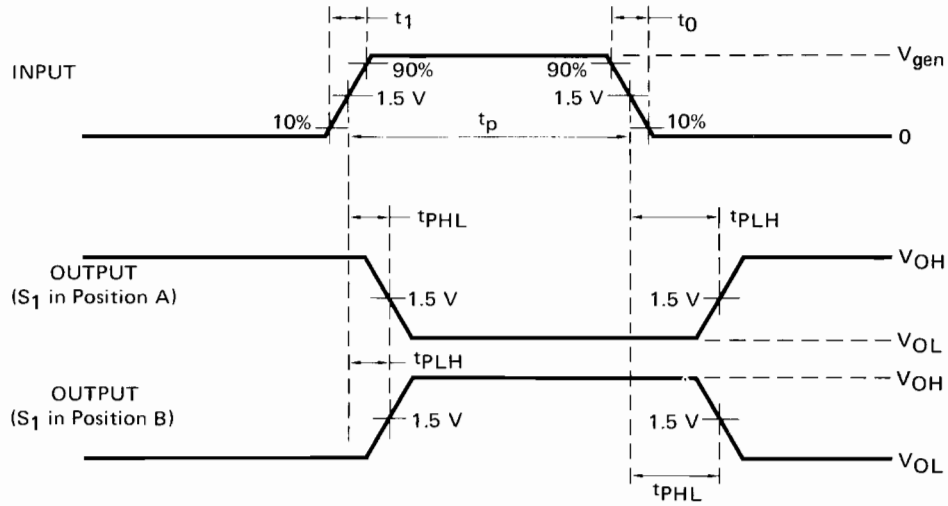 t1
t0
Vgen
INPUT
90%
90%
1.5 V
1.5 V
10%
tp
10%
0
tPHL
tPLH
VOH
OUTPUT
(S1 in Position A)
1.5 V
1.5 V
VOL
tPLH
VOH
OUTPUT
(S1 in Position B)
1.5 V
1.5 V
VOL
tPHL